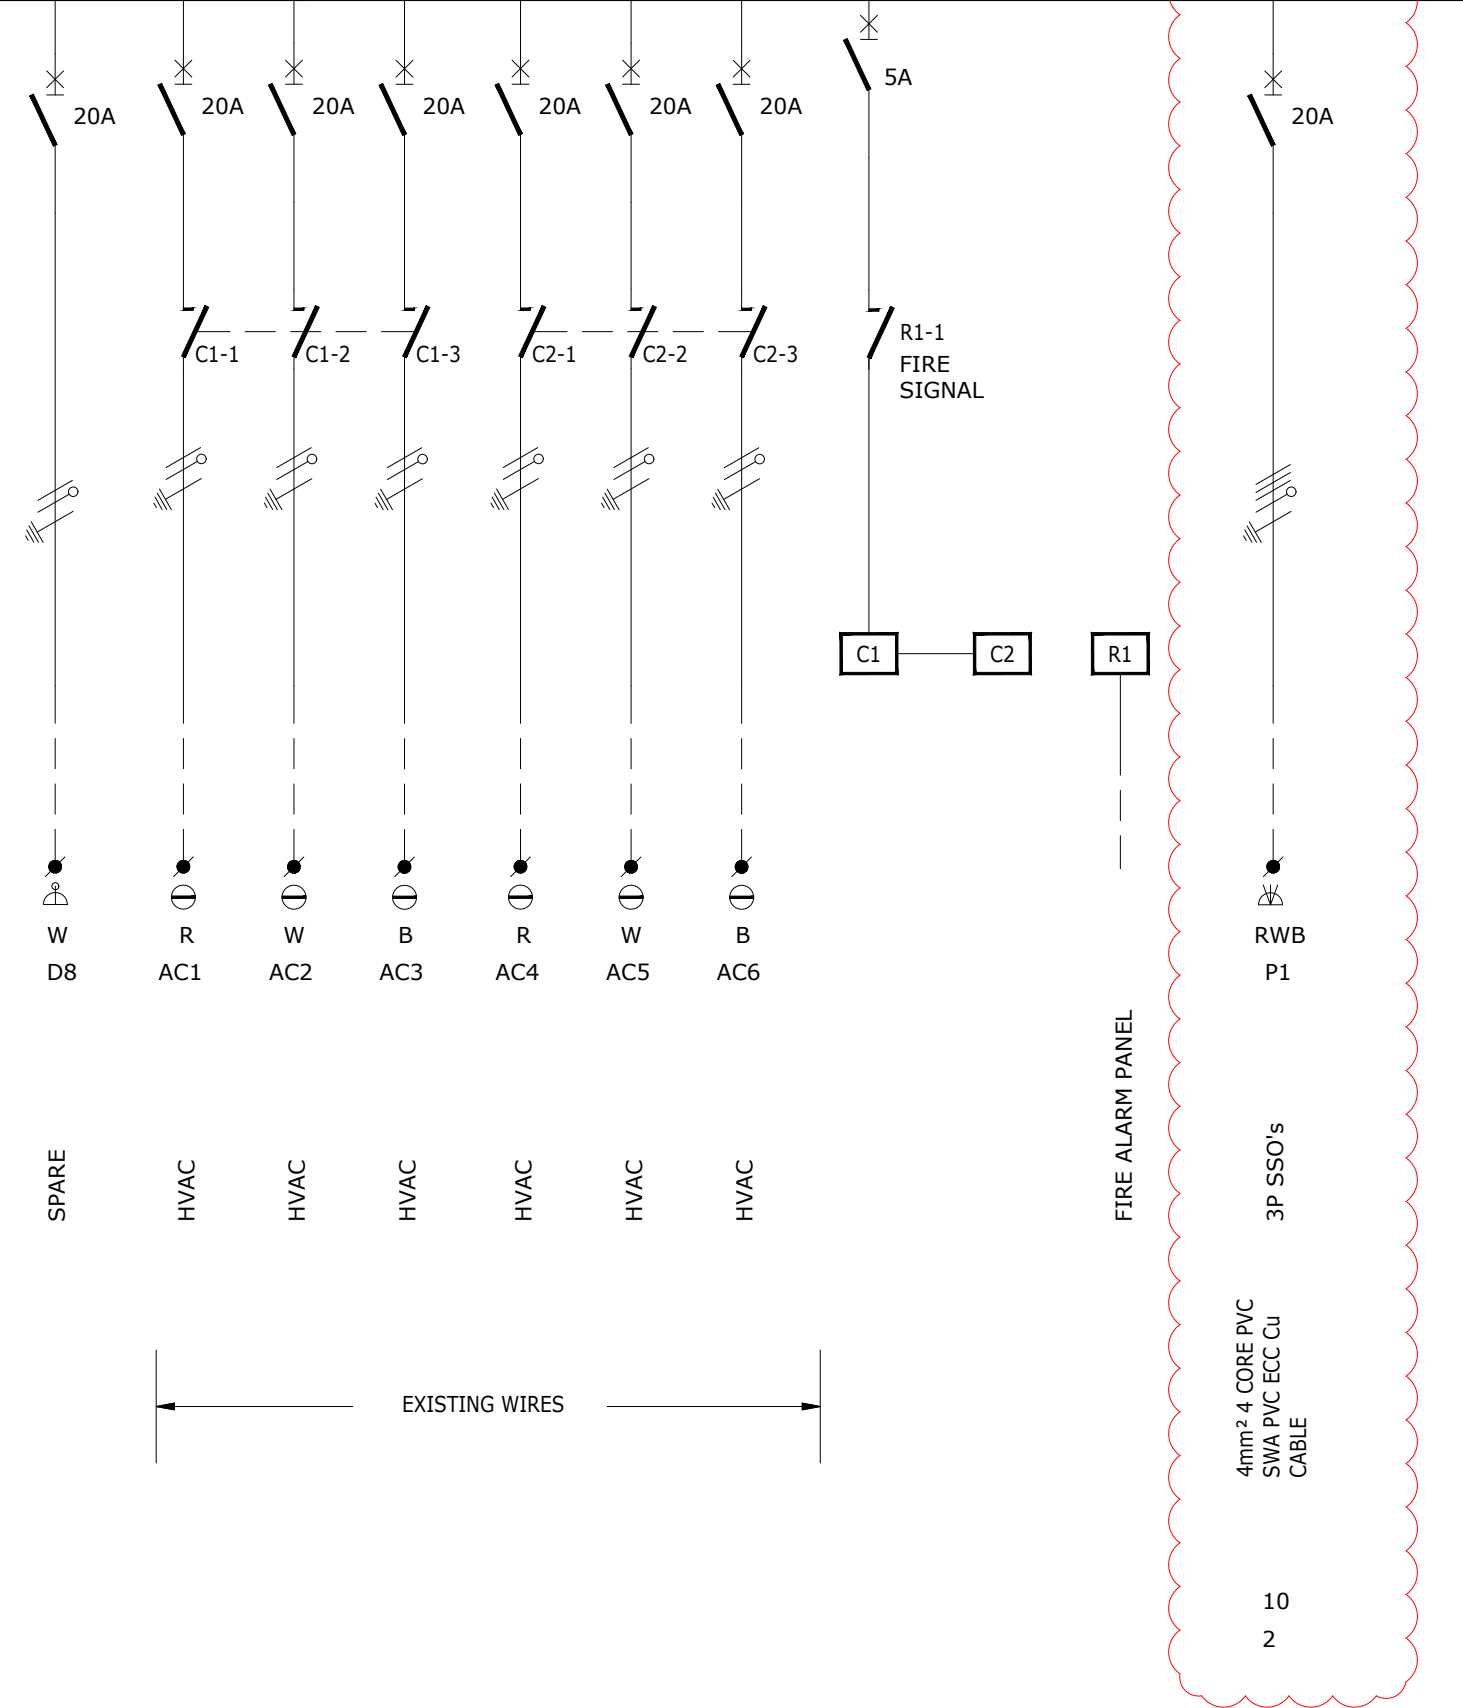 20A
20A
20A
20A
20A
20A
20A
5A
20A
C1-1
C1-2
C1-3
C2-1
C2-2
C2-3
R1-1
FIRE
SIGNAL
C1
C2
R1
W
R
W
B
R
W
B
RWB
D8
AC1
AC2
AC3
AC4
AC5
AC6
P1
SPARE
HVAC
HVAC
HVAC
HVAC
HVAC
HVAC
FIRE ALARM PANEL
3P SSO's
4mm² 4 CORE PVC
SWA PVC ECC Cu
CABLE
EXISTING WIRES
10
2